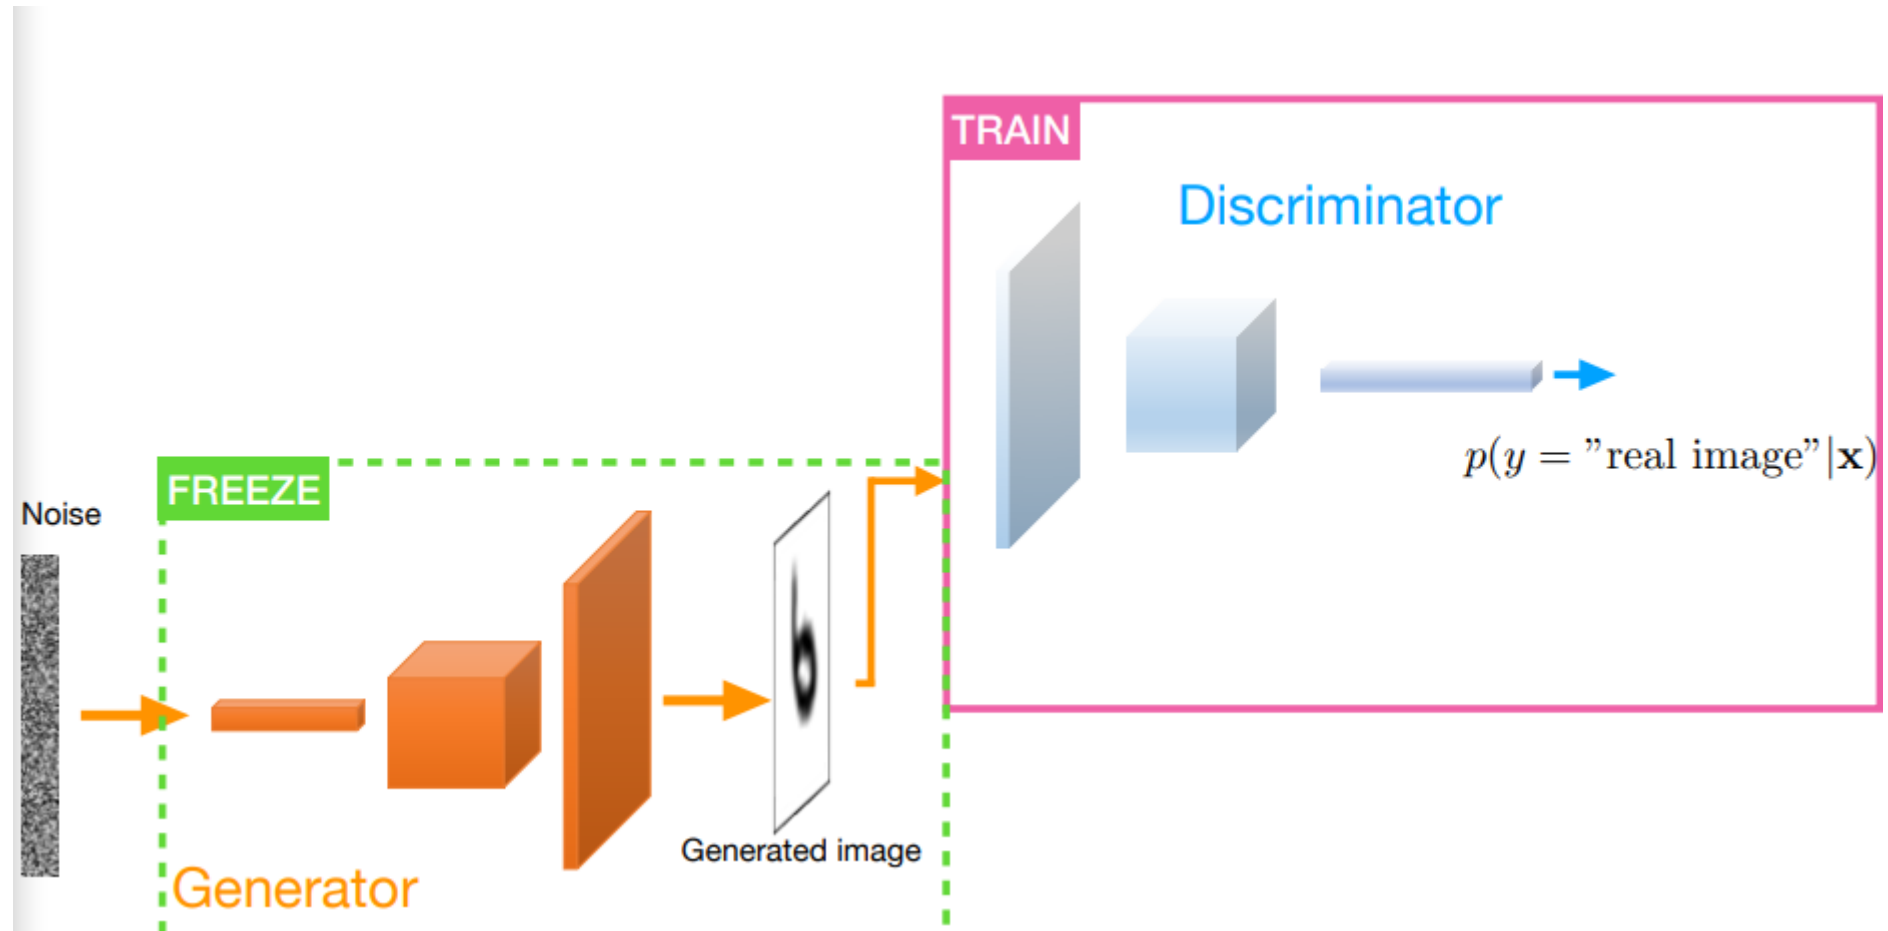 TRAIN
Discriminator
p(y = ”real image”|x)
FREEZE
Noise
Generated image
Generator